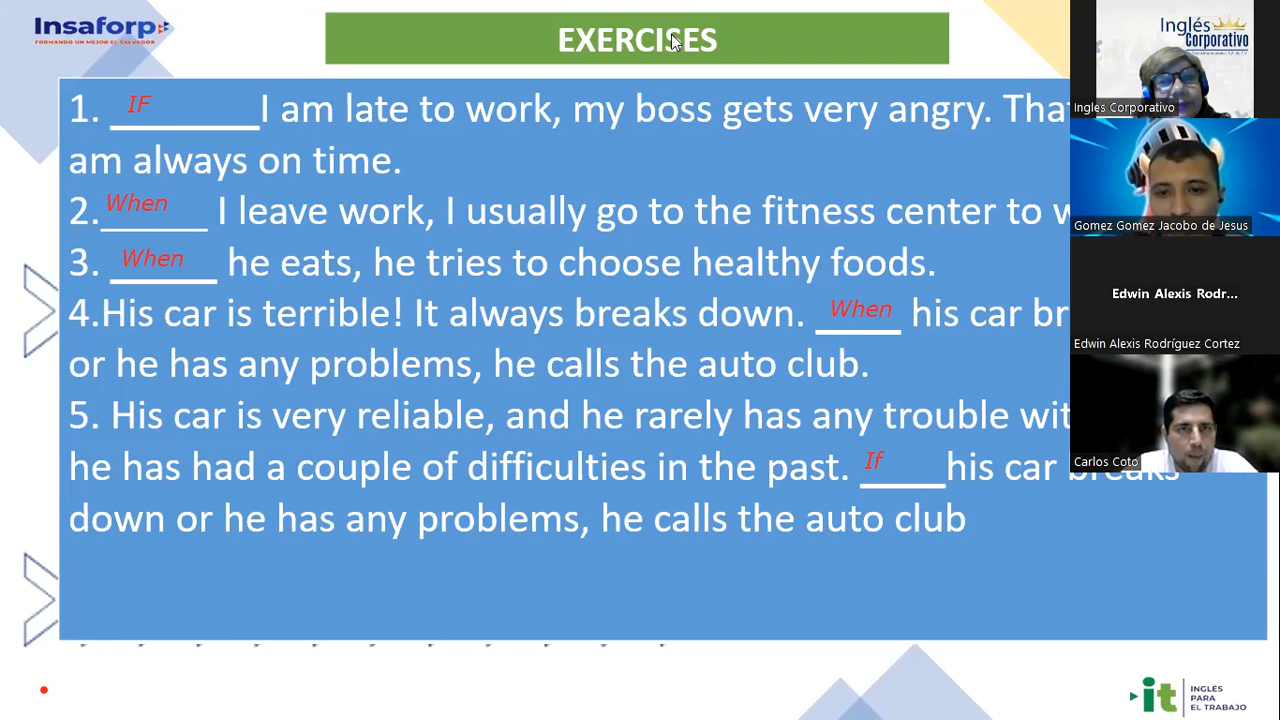 Insaforp
FORMANDO UN MEJOR EL SALVADOR
EXERCISES
1. IF I am late to work, my boss gets very angry. Tha
am always on time.
2. When I leave work, I usually go to the fitness center to w
3. When he eats, he tries to choose healthy foods.
4.His car is terrible! It always breaks down. When his car br
or he has any problems, he calls the auto club.
5. His car is very reliable, and he rarely has any trouble wit
he has had a couple of difficulties in the past. If his car breaks
down or he has any problems, he calls the auto club
Inglés
Corporativo
Ingles Corporativo
Gomez Gomez Jacobo de Jesus
Edwin Alexis Rodr...
Edwin Alexis Rodríguez Cortez
Carlos Coto
it
INGLÉS
PARA
EL TRABAJO